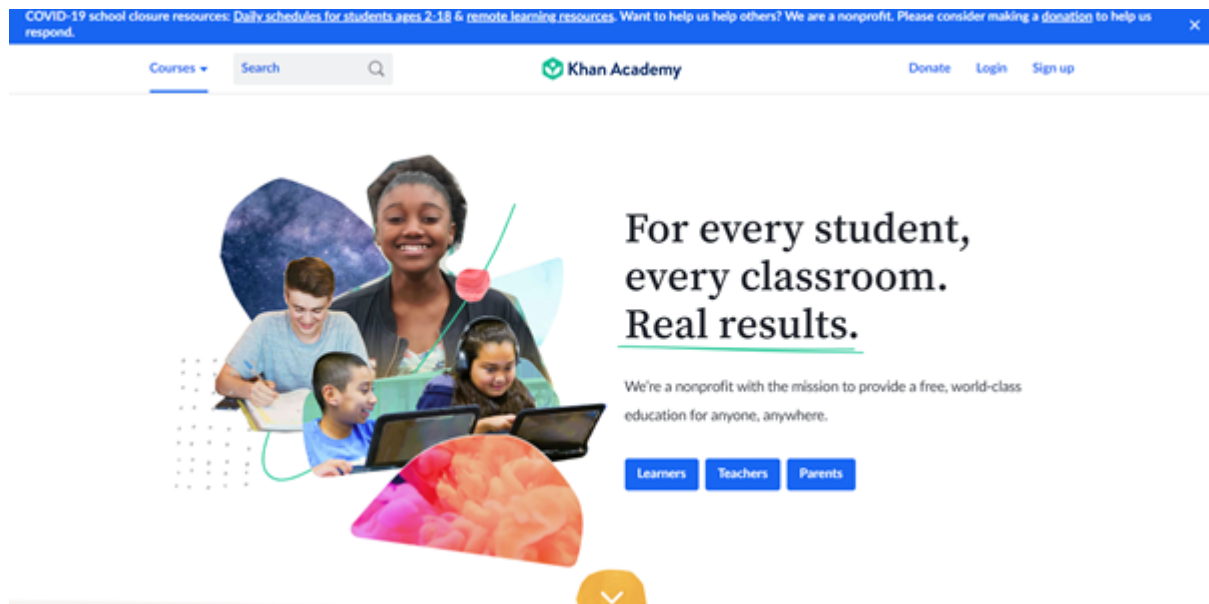 COVID-19 school closure resources: Daily schedules for students ages 2-18 & remote learning resources. Want to help us help others? We are a nonprofit. Please consider making a donation to help us
respond.
Courses
Search
Khan Academy
Donate
Login
Sign up
For every student,
every classroom.
Real results.
We're a nonprofit with the mission to provide a free, world-class
education for anyone, anywhere.
Learners
Teachers
Parents